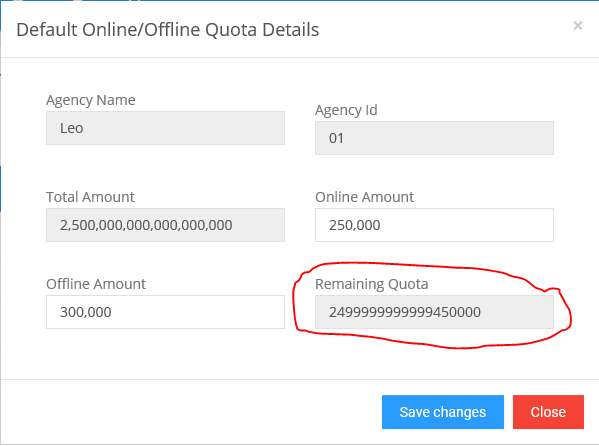 Default Online/Offline Quota Details
×
Agency Name
Agency Id
Leo
01
Total Amount
Online Amount
2,500,000,000,000,000,000
250,000
Offline Amount
Remaining Quota
300,000
2499999999999450000
Save changes
Close